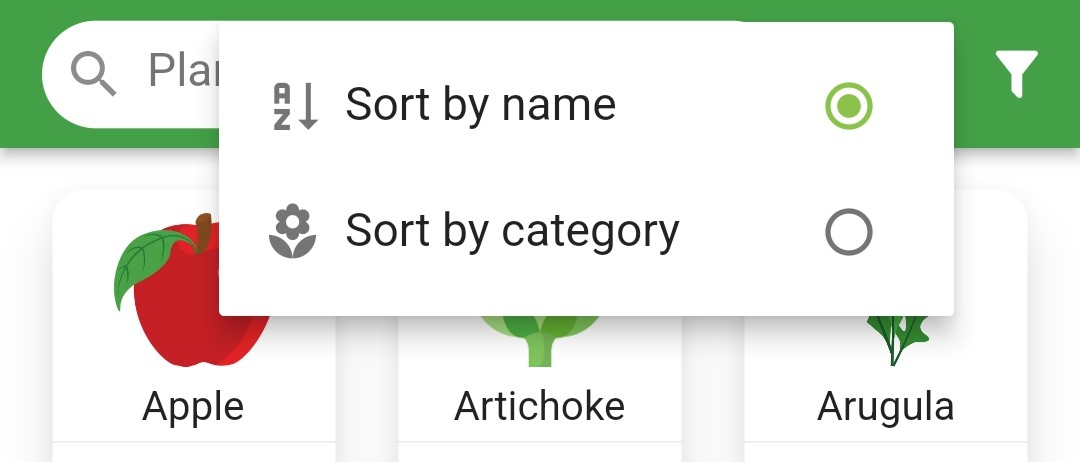 Sort by name
Sort by category
Apple
Artichoke
Arugula